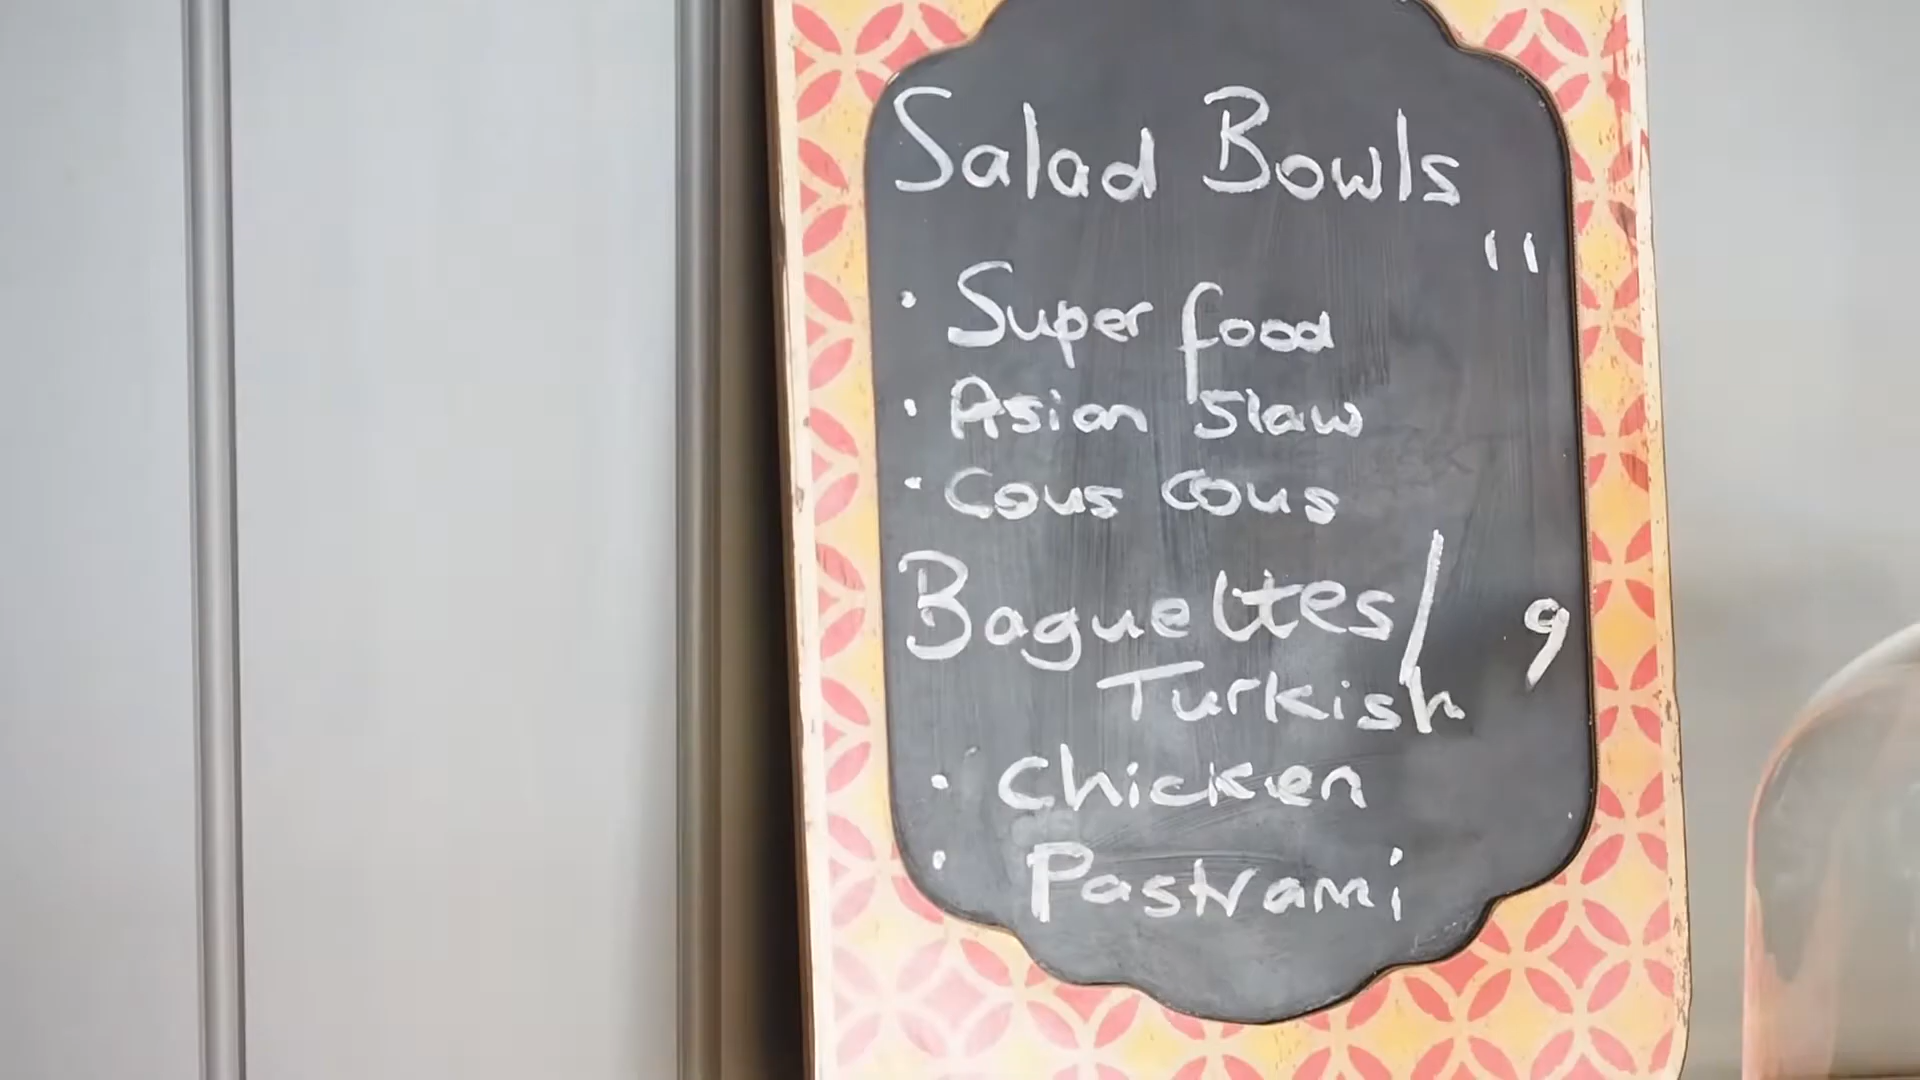 Salad Bowls
11
• Super food
• Asian Slaw
• Cous Cous
Baguettes/ 9
Turkish
• Chicken
• Pastrami